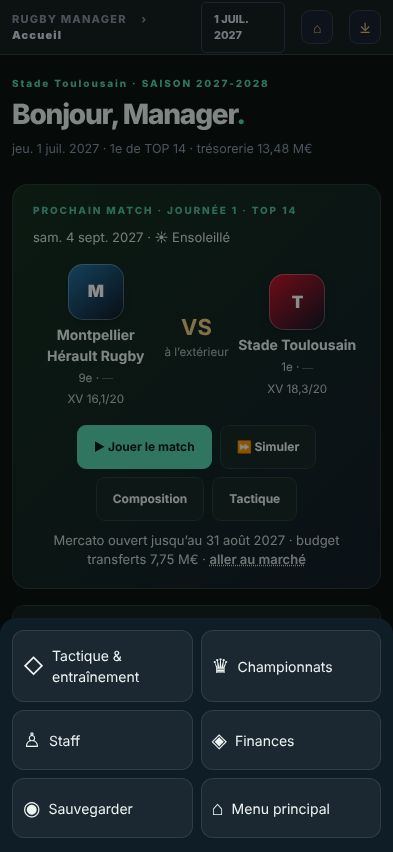 RUGBY MANAGER ›
Accueil
1 JUIL.
2027
Stade Toulousain · SAISON 2027-2028
Bonjour, Manager.
jeu. 1 juil. 2027 · 1e de TOP 14 · trésorerie 13,48 M€
PROCHAIN MATCH · JOURNÉE 1 · TOP 14
sam. 4 sept. 2027 · ☀ Ensoleillé
M
Montpellier
Hérault Rugby
9e · —
XV 16,1/20
VS
à l'extérieur
T
Stade Toulousain
1e · —
XV 18,3/20
▶ Jouer le match
⏩ Simuler
Composition
Tactique
Mercato ouvert jusqu'au 31 août 2027 · budget
transferts 7,75 M€ · aller au marché
Tactique &
entraînement
Championnats
Staff
Finances
Sauvegarder
Menu principal